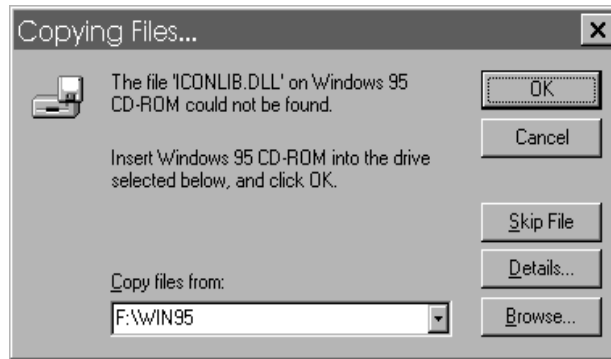 Copying Files...
The file 'ICONLIB.DLL' on Windows 95
CD-ROM could not be found.
Insert Windows 95 CD-ROM into the drive
selected below, and click OK.
Copy files from:
F:\WIN95
OK
Cancel
Skip File
Details...
Browse...